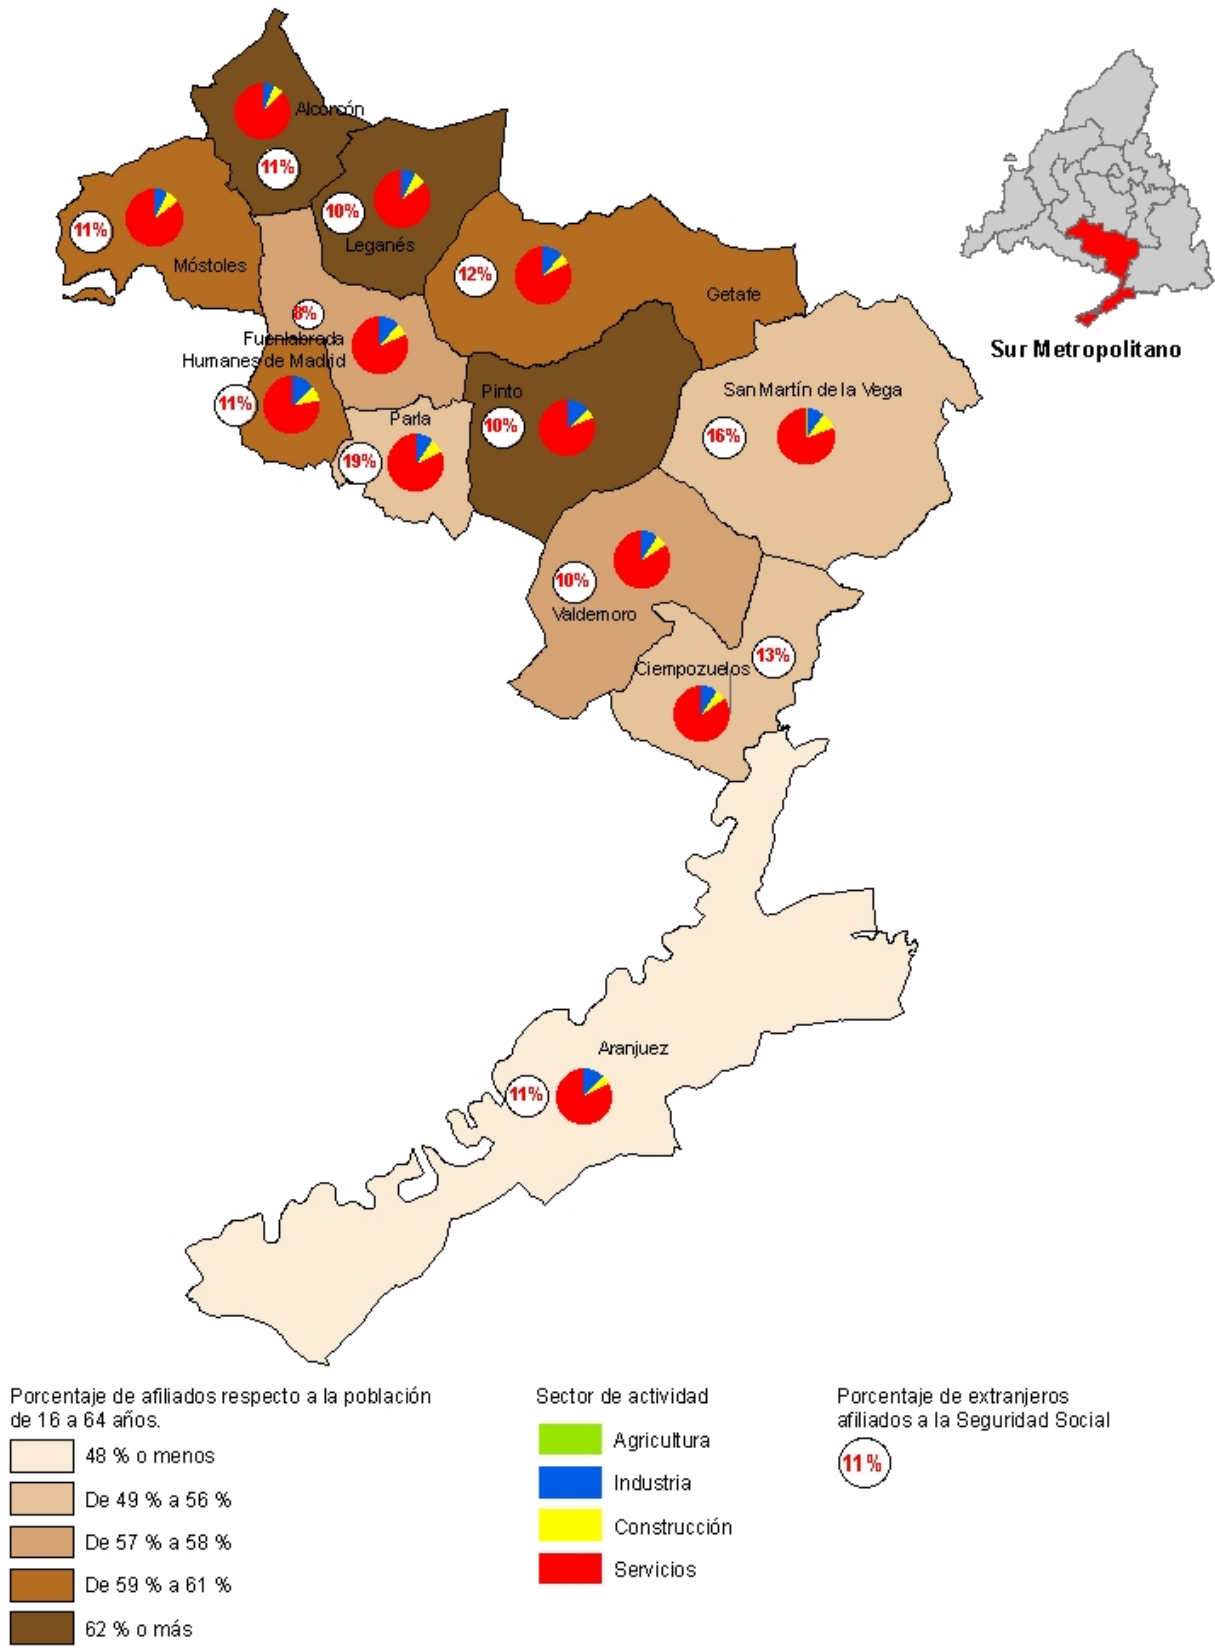 Alcorcón
11%
10%
Leganés
11%
Móstoles
12%
Getafe
8%
Fuenlabrada
Humanes de Madrid
11%
Parla
19%
Pinto
10%
San Martín de la Vega
16%
10%
Valdemoro
Ciempozuelos
13%
Aranjuez
11%
Sur Metropolitano
Porcentaje de afiliados respecto a la población
de 16 a 64 años.
48 % o menos
De 49 % a 56 %
De 57 % a 58 %
De 59 % a 61 %
62 % o más
Sector de actividad
Agricultura
Industria
Construcción
Servicios
Porcentaje de extranjeros
afiliados a la Seguridad Social
11%